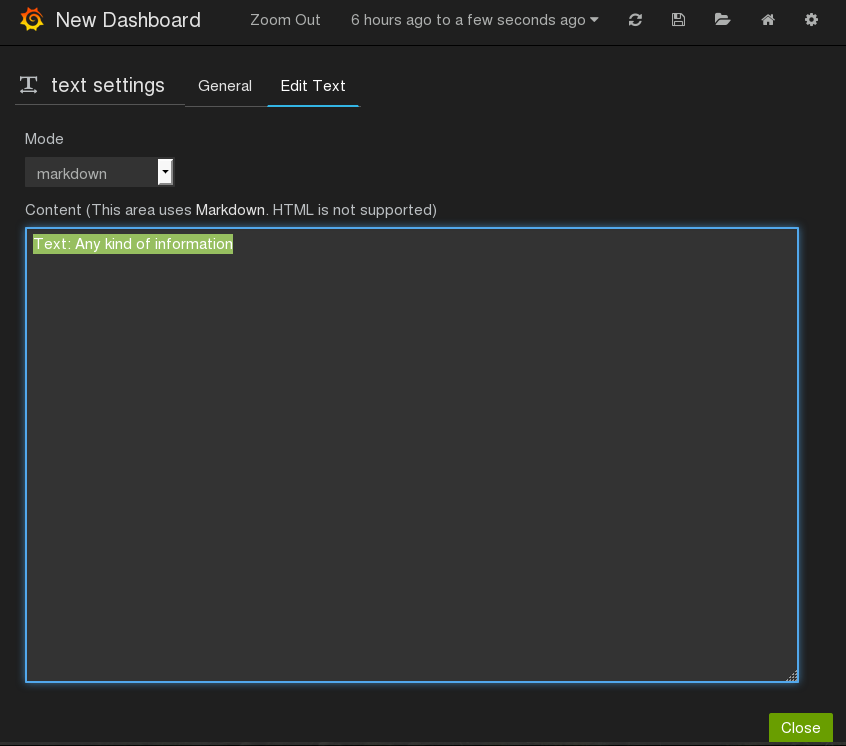 New Dashboard Zoom Out 6 hours ago to a few seconds ago
text settings General Edit Text
Mode
markdown
Content (This area uses Markdown. HTML is not supported)
Text: Any kind of information
Close